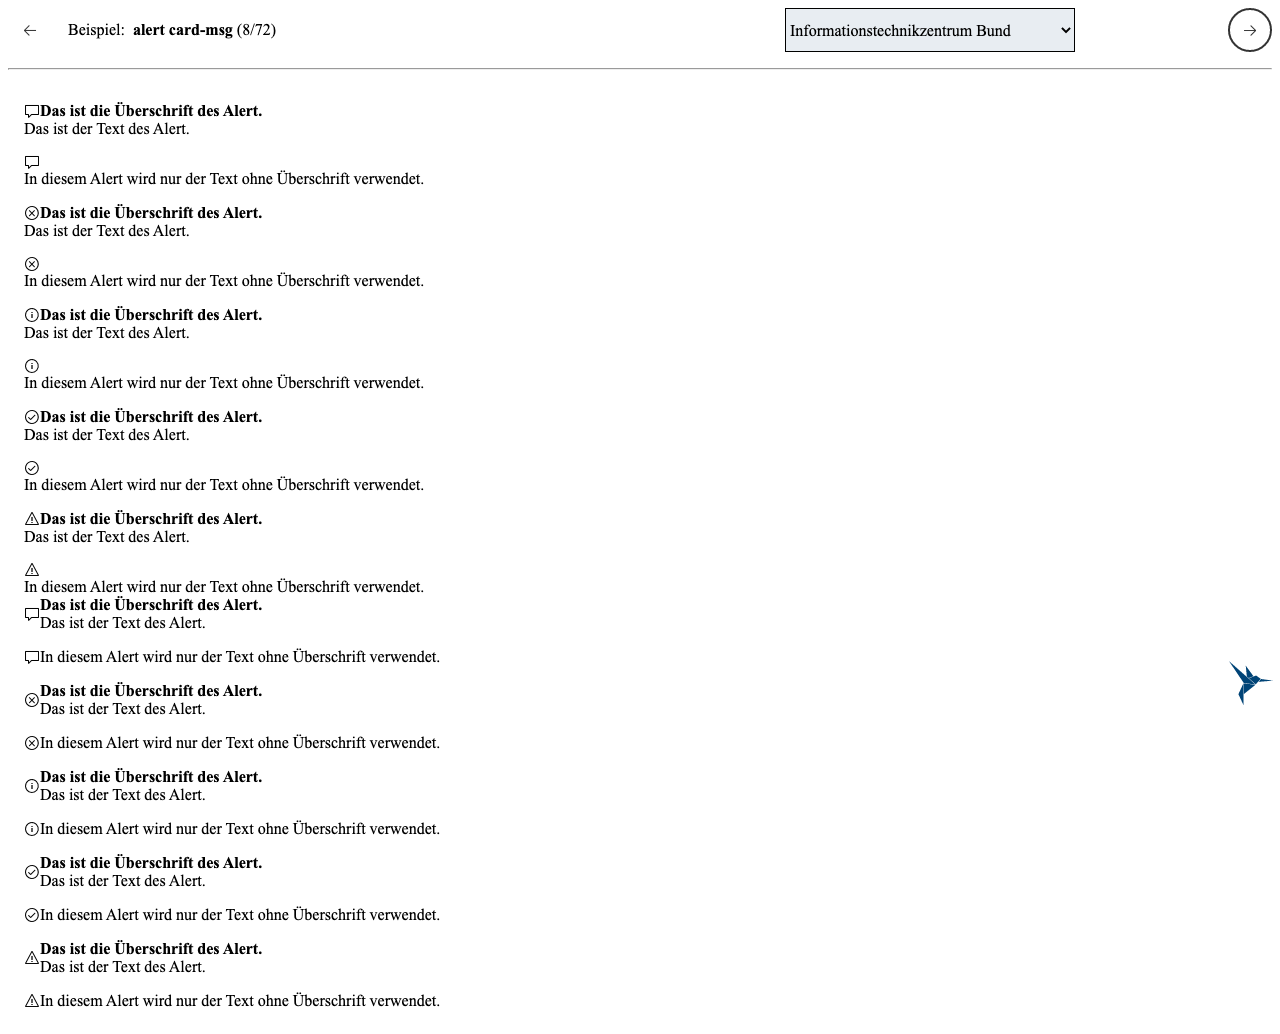 Beispiel: alert card-msg (8/72)
Informationstechnikzentrum Bund
Das ist die Überschrift des Alert.
Das ist der Text des Alert.
In diesem Alert wird nur der Text ohne Überschrift verwendet.
Das ist die Überschrift des Alert.
Das ist der Text des Alert.
In diesem Alert wird nur der Text ohne Überschrift verwendet.
Das ist die Überschrift des Alert.
Das ist der Text des Alert.
In diesem Alert wird nur der Text ohne Überschrift verwendet.
Das ist die Überschrift des Alert.
Das ist der Text des Alert.
In diesem Alert wird nur der Text ohne Überschrift verwendet.
Das ist die Überschrift des Alert.
Das ist der Text des Alert.
In diesem Alert wird nur der Text ohne Überschrift verwendet.
Das ist die Überschrift des Alert.
Das ist der Text des Alert.
In diesem Alert wird nur der Text ohne Überschrift verwendet.
Das ist die Überschrift des Alert.
Das ist der Text des Alert.
In diesem Alert wird nur der Text ohne Überschrift verwendet.
Das ist die Überschrift des Alert.
Das ist der Text des Alert.
In diesem Alert wird nur der Text ohne Überschrift verwendet.
Das ist die Überschrift des Alert.
Das ist der Text des Alert.
In diesem Alert wird nur der Text ohne Überschrift verwendet.
Das ist die Überschrift des Alert.
Das ist der Text des Alert.
In diesem Alert wird nur der Text ohne Überschrift verwendet.